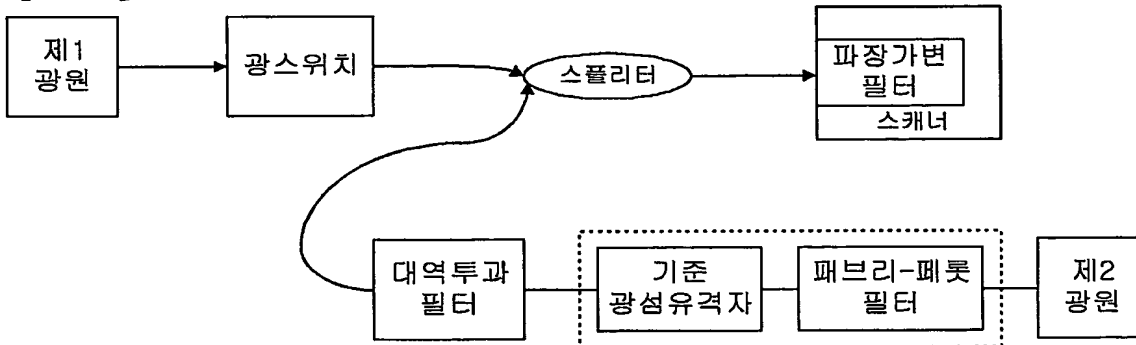 제1
광원
광스위치
스플리터
파장가변
필터
스캐너
대역투과
필터
기준
광섬유격자
패브리-페롯
필터
제2
광원